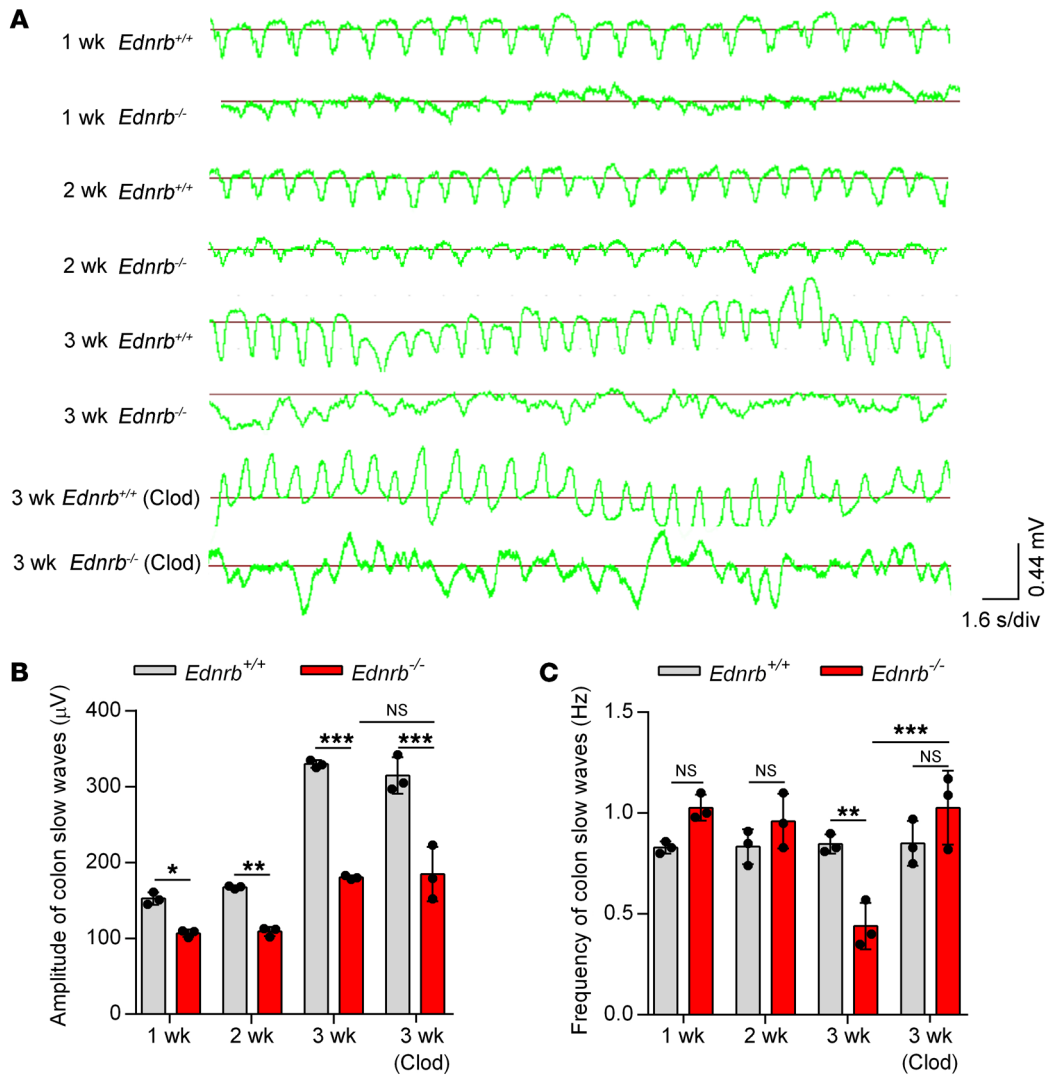 A
1 wk Ednrb+/+
1 wk Ednrb-/-
2 wk Ednrb+/+
2 wk Ednrb-/-
3 wk Ednrb+/+
3 wk Ednrb-/-
3 wk Ednrb+/+ (Clod)
3 wk Ednrb-/- (Clod)
0.44 mV
1.6 s/div
B
Ednrb+/+
Ednrb-/-
Amplitude of colon slow waves (µV)
400
300
200
100
0
*
**
***
NS
***
1 wk
2 wk
3 wk
3 wk
(Clod)
C
Ednrb+/+
Ednrb-/-
Frequency of colon slow waves (Hz)
1.5
1.0
0.5
0.0
NS
NS
**
***
NS
1 wk
2 wk
3 wk
3 wk
(Clod)